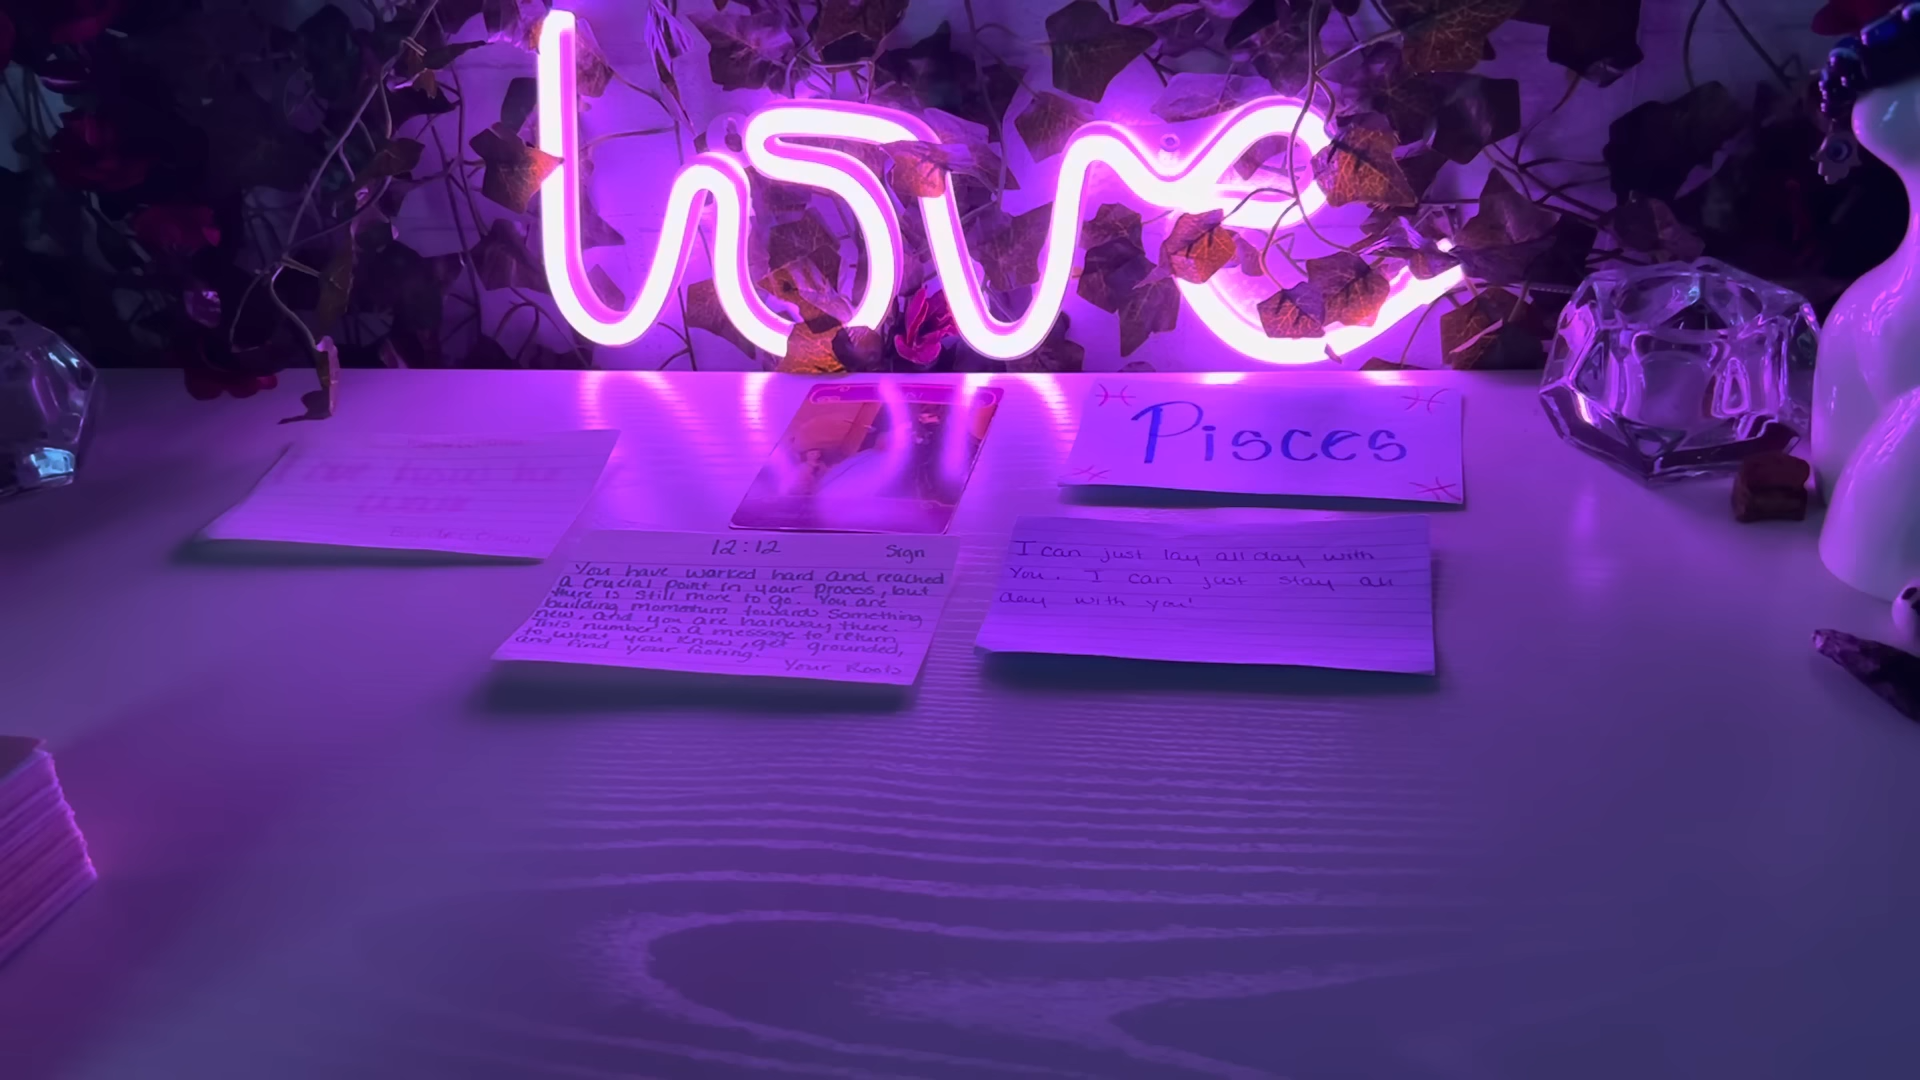 love
Pisces
12:12
Sign
You have worked hard and reached
a crucial point in your process, but
there is still more to go. You are
building momentum towards something
new, and you are halfway there.
This number is a message to return
to what you know, get grounded,
and find your footing.
Your Roots
I can just lay all day with
you. I can just stay all
day with you!